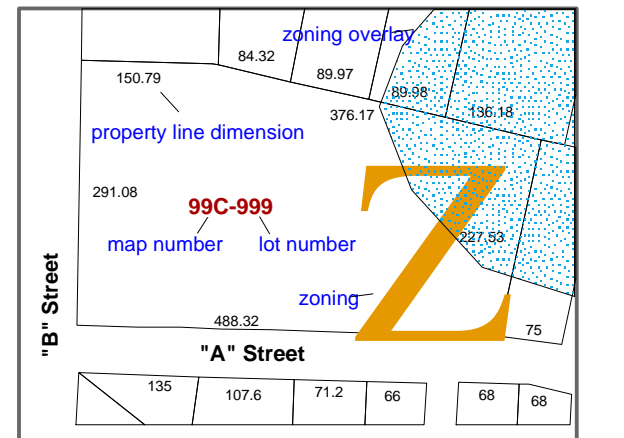 zoning overlay
84.32
89.97
150.79
89.98
376.17
136.18
property line dimension
291.08
99C-999
map number
lot number
227.53
zoning
Z
"B" Street
488.32
75
"A" Street
135
107.6
71.2
66
68
68